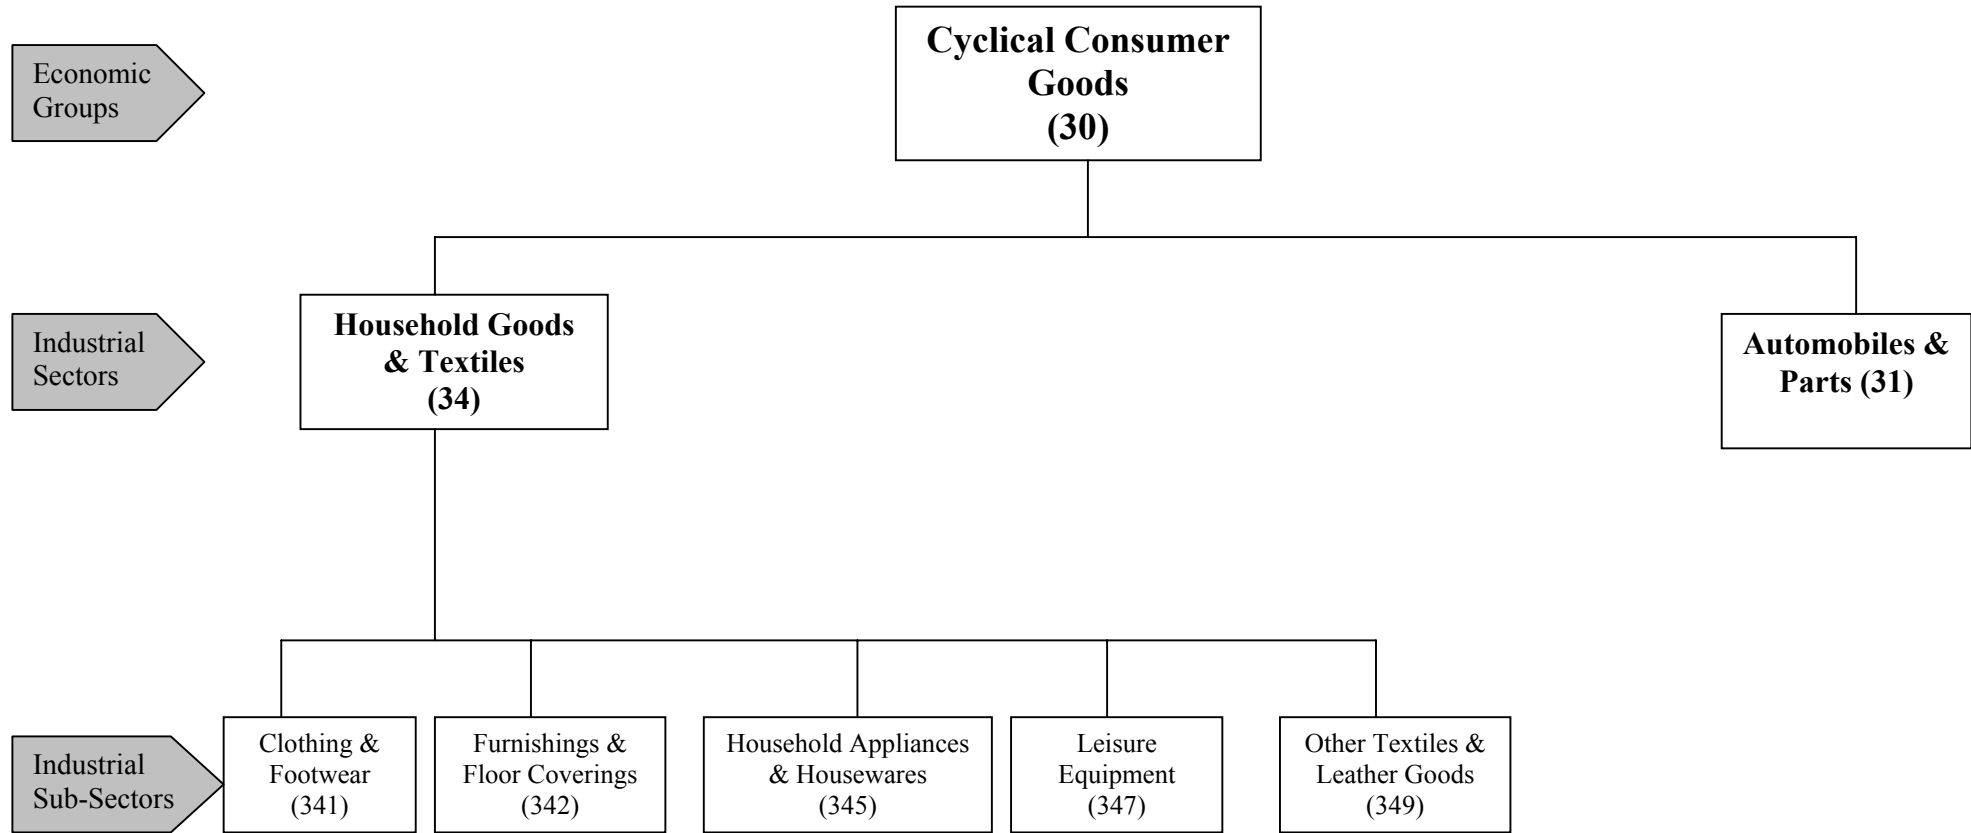 Economic
Groups
Cyclical Consumer
Goods
(30)
Industrial
Sectors
Household Goods
& Textiles
(34)
Automobiles &
Parts (31)
Industrial
Sub-Sectors
Clothing &
Footwear
(341)
Furnishings &
Floor Coverings
(342)
Household Appliances
& Housewares
(345)
Leisure
Equipment
(347)
Other Textiles &
Leather Goods
(349)